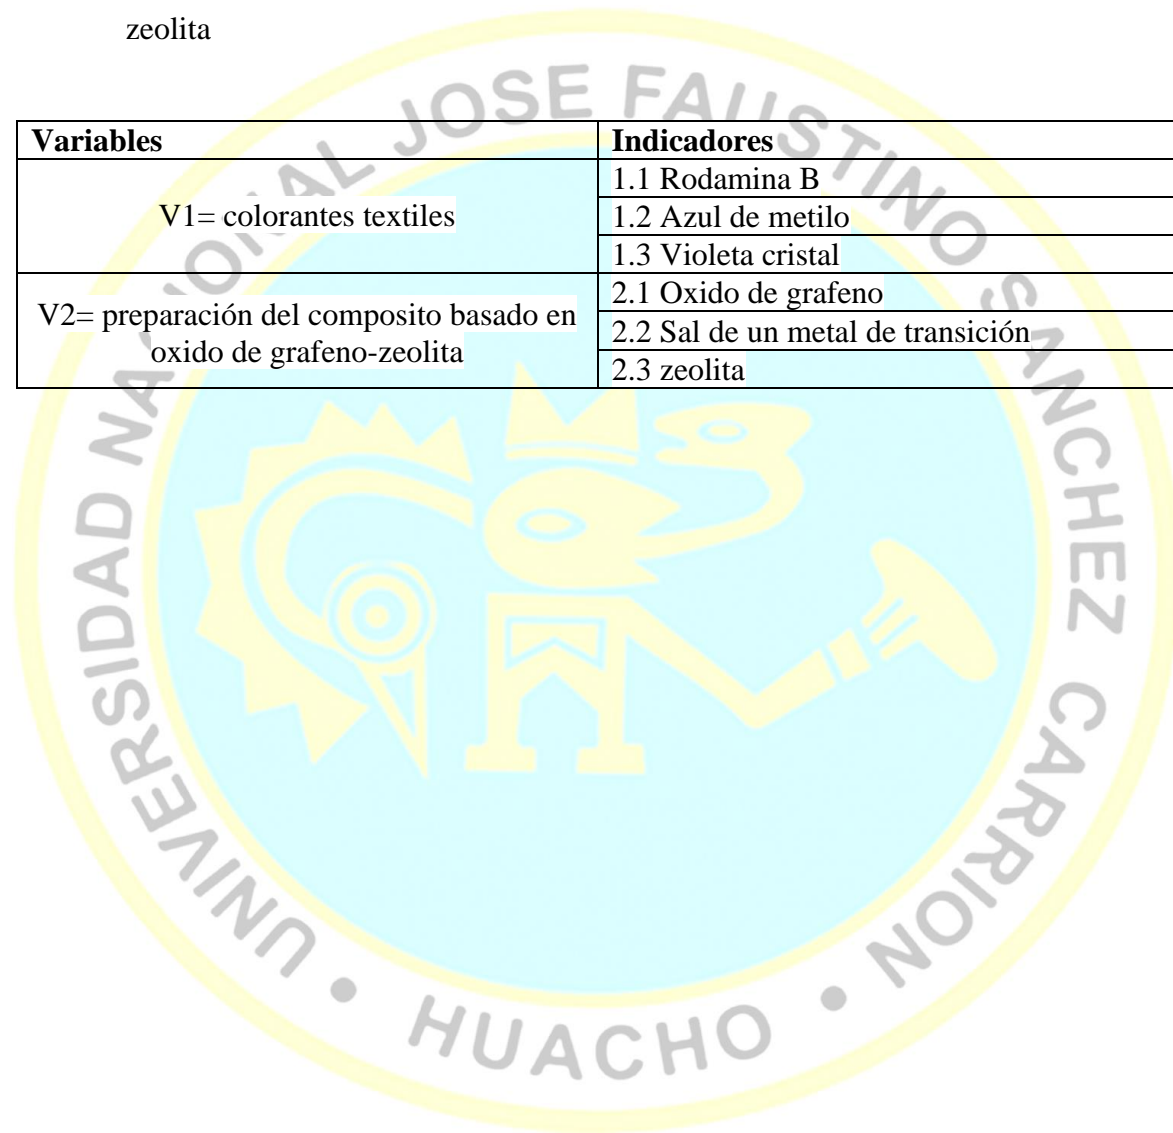 zeolita
Variables
Indicadores
V1= colorantes textiles
1.1 Rodamina B
1.2 Azul de metilo
1.3 Violeta cristal
V2= preparación del composito basado en
oxido de grafeno-zeolita
2.1 Oxido de grafeno
2.2 Sal de un metal de transición
2.3 zeolita
UNIVERSIDAD NACIONAL JOSE FAUSTINO SANCHEZ CARRION • HUACHO •